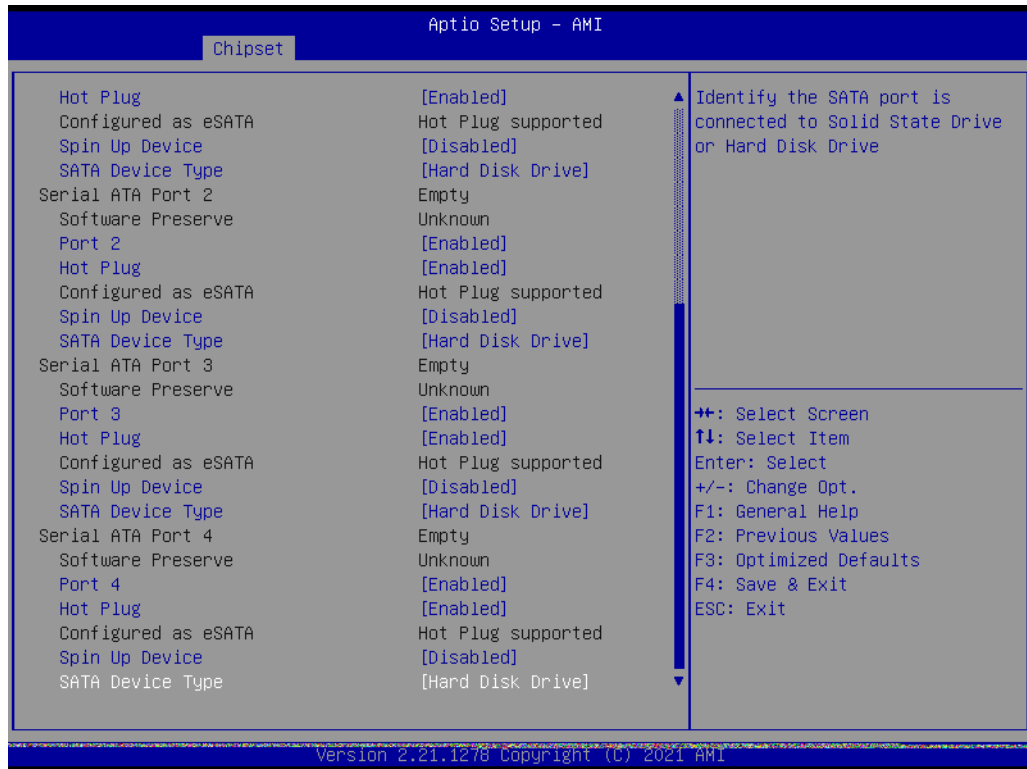 Aptio Setup – AMI
Chipset
Hot Plug [Enabled]
Configured as eSATA Hot Plug supported
Spin Up Device [Disabled]
SATA Device Type [Hard Disk Drive]
Serial ATA Port 2 Empty
Software Preserve Unknown
Port 2 [Enabled]
Hot Plug [Enabled]
Configured as eSATA Hot Plug supported
Spin Up Device [Disabled]
SATA Device Type [Hard Disk Drive]
Serial ATA Port 3 Empty
Software Preserve Unknown
Port 3 [Enabled]
Hot Plug [Enabled]
Configured as eSATA Hot Plug supported
Spin Up Device [Disabled]
SATA Device Type [Hard Disk Drive]
Serial ATA Port 4 Empty
Software Preserve Unknown
Port 4 [Enabled]
Hot Plug [Enabled]
Configured as eSATA Hot Plug supported
Spin Up Device [Disabled]
SATA Device Type [Hard Disk Drive]
Identify the SATA port is
connected to Solid State Drive
or Hard Disk Drive
→←: Select Screen
↑↓: Select Item
Enter: Select
+/-: Change Opt.
F1: General Help
F2: Previous Values
F3: Optimized Defaults
F4: Save & Exit
ESC: Exit
Version 2.21.1278 Copyright (C) 2021 AMI